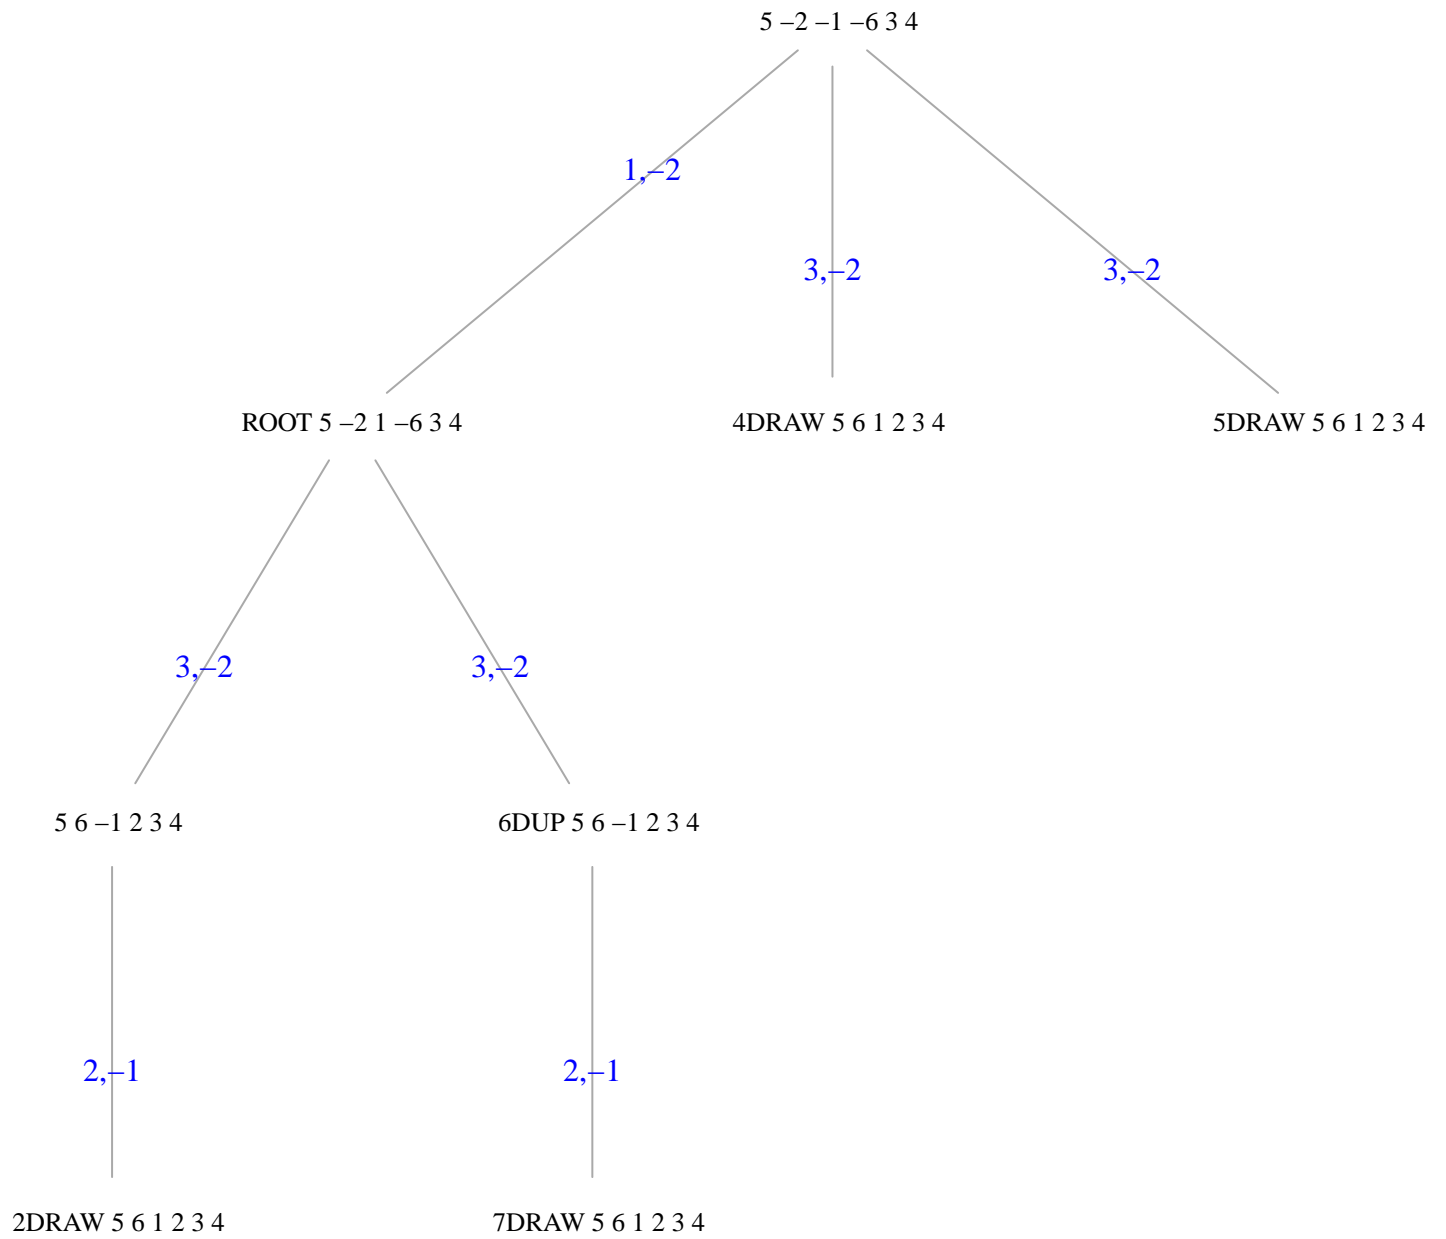 5 –2 –1 –6 3 4
1,–2
3,–2
3,–2
ROOT 5 –2 1 –6 3 4
4DRAW 5 6 1 2 3 4
5DRAW 5 6 1 2 3 4
3,–2
3,–2
5 6 –1 2 3 4
6DUP 5 6 –1 2 3 4
2,–1
2,–1
2DRAW 5 6 1 2 3 4
7DRAW 5 6 1 2 3 4